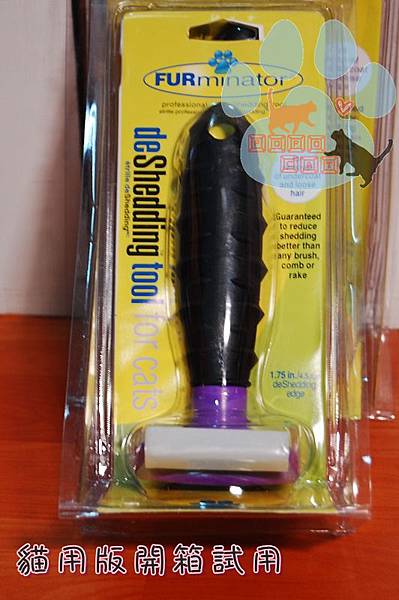 FURminator
professional
deShedding tool for cats
of undercoat
and loose
hair
Guaranteed
to reduce
shedding
better than
any brush,
comb or
rake
1.75 in.
deShedding
edge
貓用版開箱試用